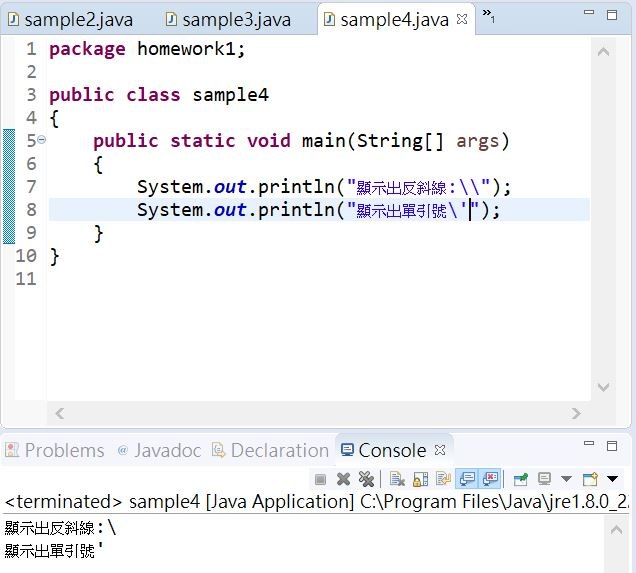 sample2.java sample3.java sample4.java »1
1 package homework1;
2
3 public class sample4
4 {
5 public static void main(String[] args)
6 {
7 System.out.println("顯示出反斜線:\\");
8 System.out.println("顯示出單引號\'");
9 }
10 }
11
Problems @ Javadoc Declaration Console
<terminated> sample4 [Java Application] C:\Program Files\Java\jre1.8.0_2
顯示出反斜線:\
顯示出單引號'